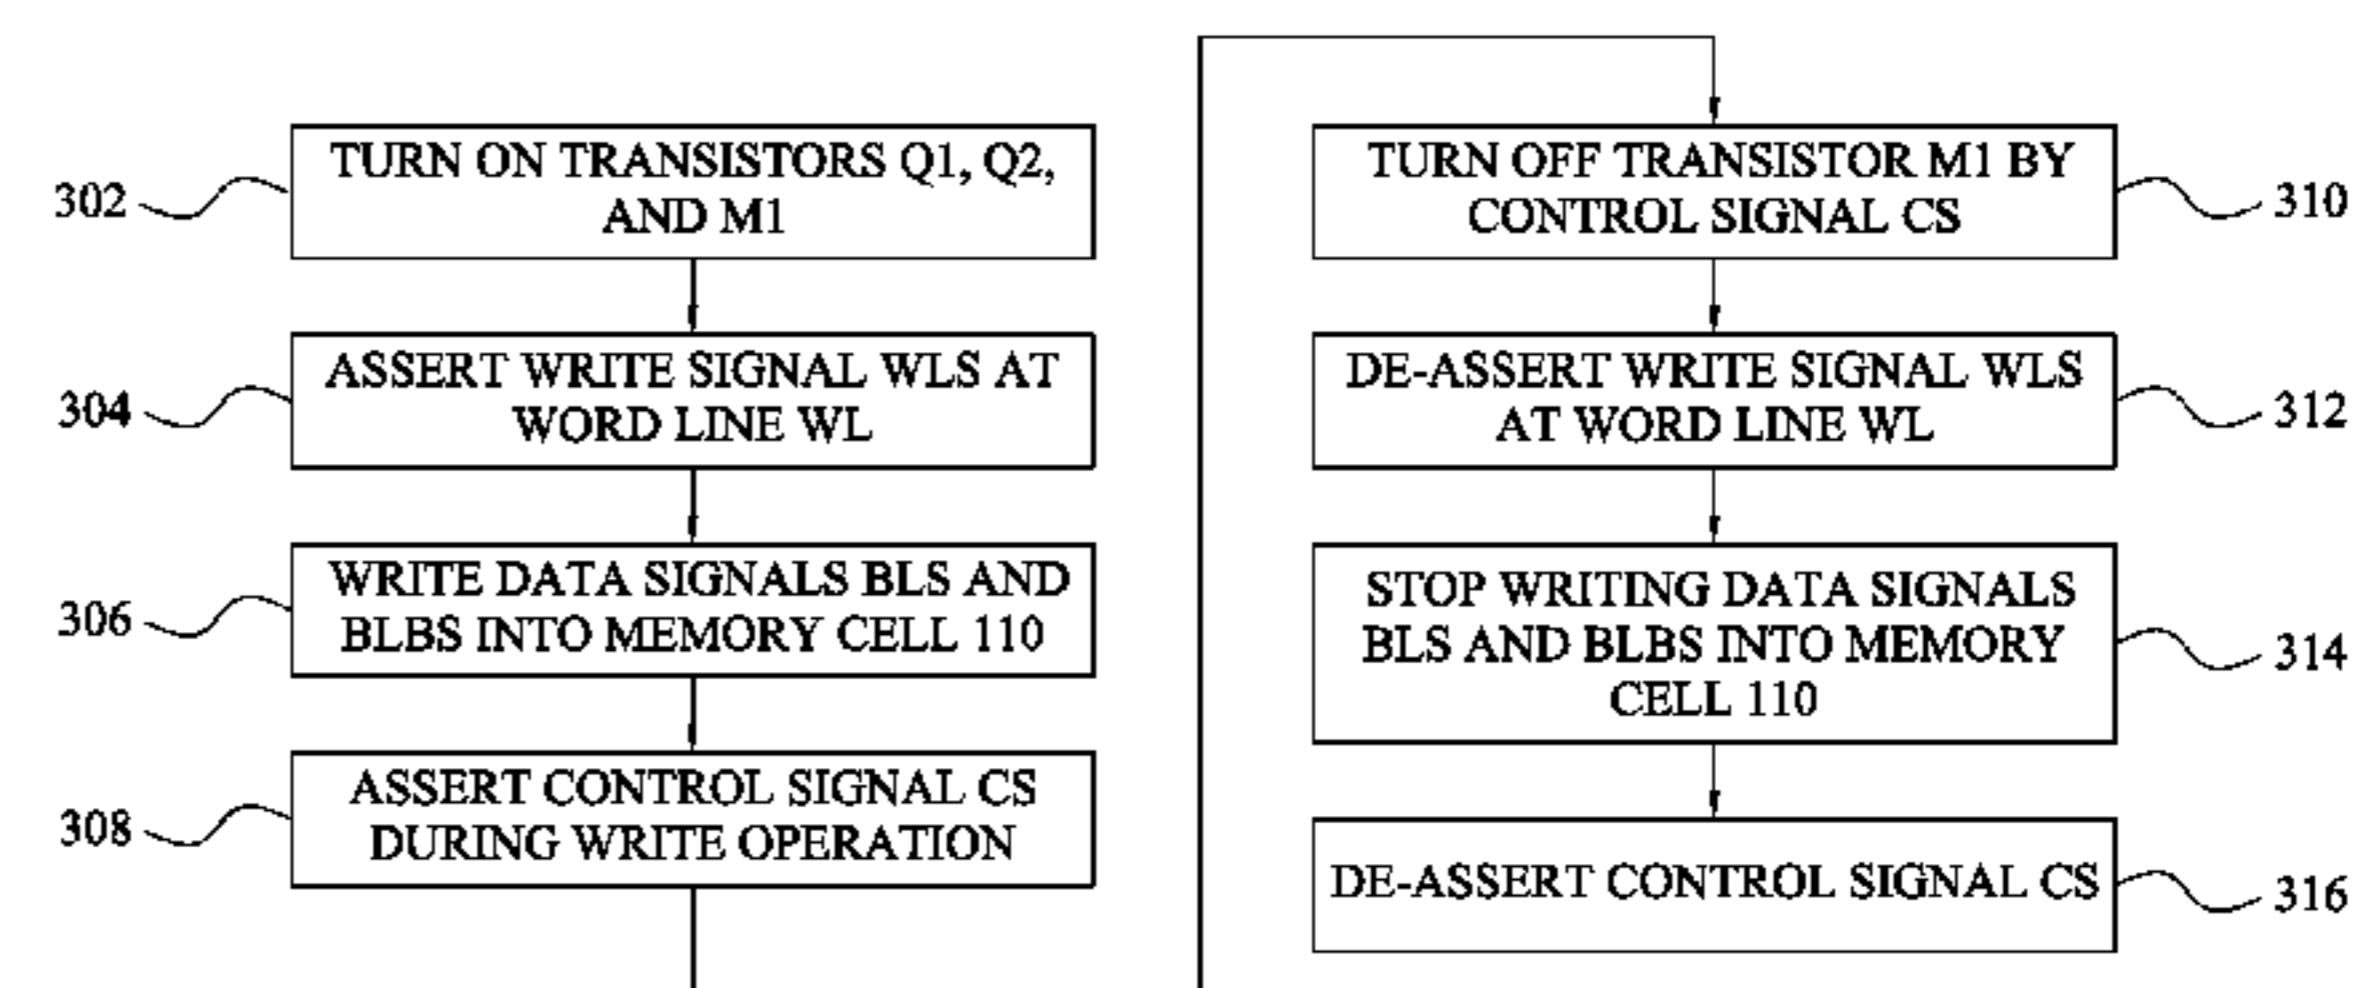 302
TURN ON TRANSISTORS Q1, Q2,
AND M1
304
ASSERT WRITE SIGNAL WLS AT
WORD LINE WL
306
WRITE DATA SIGNALS BLS AND
BLBS INTO MEMORY CELL 110
308
ASSERT CONTROL SIGNAL CS
DURING WRITE OPERATION
TURN OFF TRANSISTOR M1 BY
CONTROL SIGNAL CS
310
DE-ASSERT WRITE SIGNAL WLS
AT WORD LINE WL
312
STOP WRITING DATA SIGNALS
BLS AND BLBS INTO MEMORY
CELL 110
314
DE-ASSERT CONTROL SIGNAL CS
316